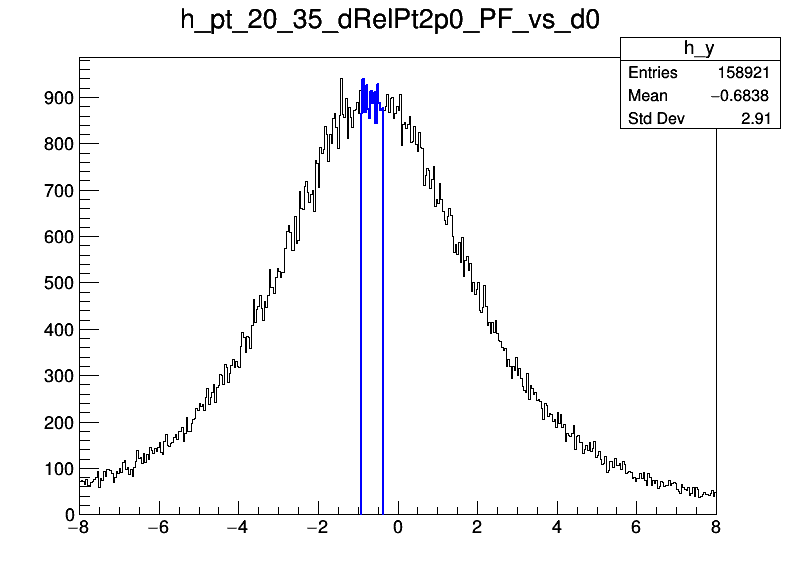 h_pt_20_35_dRelPt2p0_PF_vs_d0
h_y
Entries 158921
Mean −0.6838
Std Dev 2.91
900
800
700
600
500
400
300
200
100
0
−8 −6 −4 −2 0 2 4 6 8